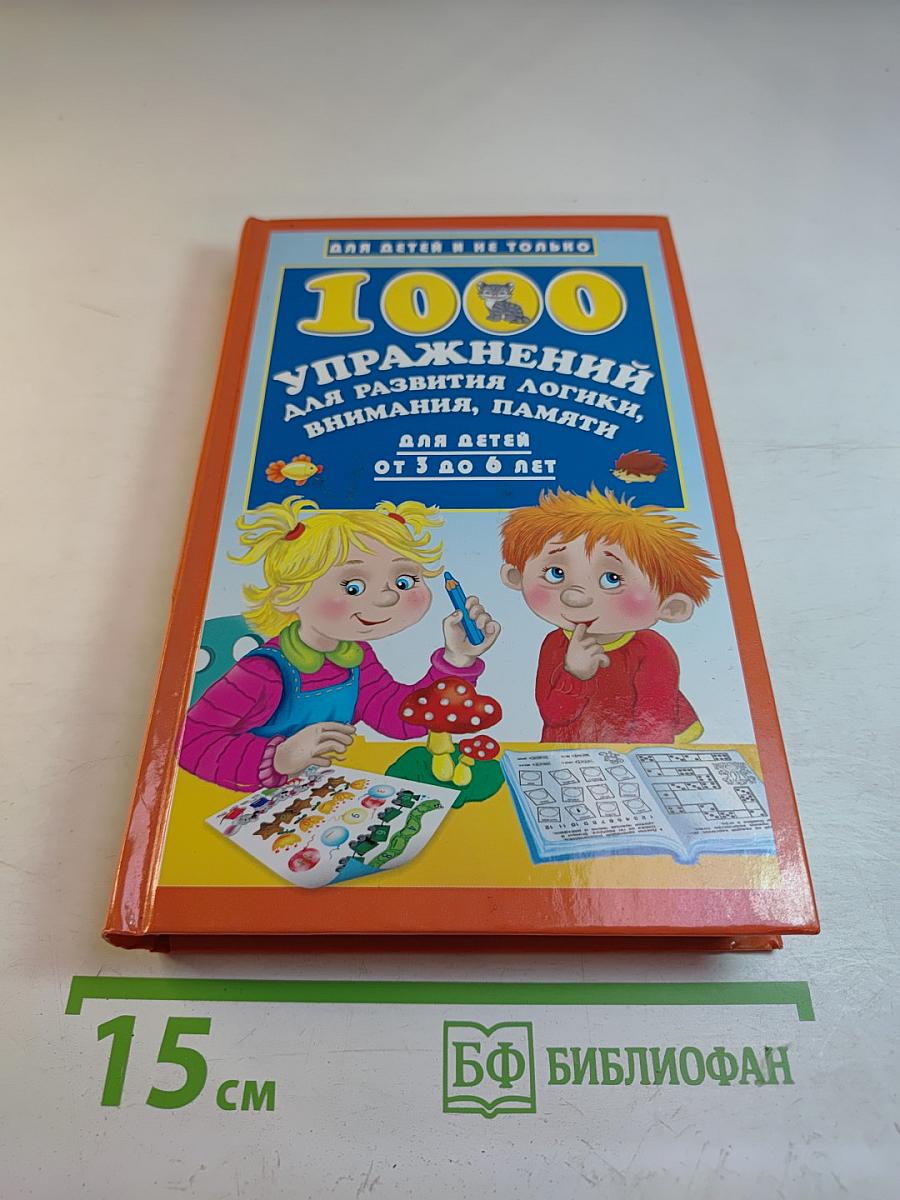 ДЛЯ ДЕТЕЙ И НЕ ТОЛЬКО
1000
УПРАЖНЕНИЙ
ДЛЯ РАЗВИТИЯ ЛОГИКИ,
ВНИМАНИЯ, ПАМЯТИ
ДЛЯ ДЕТЕЙ
ОТ 3 ДО 6 ЛЕТ
15 см
БФ БИБЛИОФАН